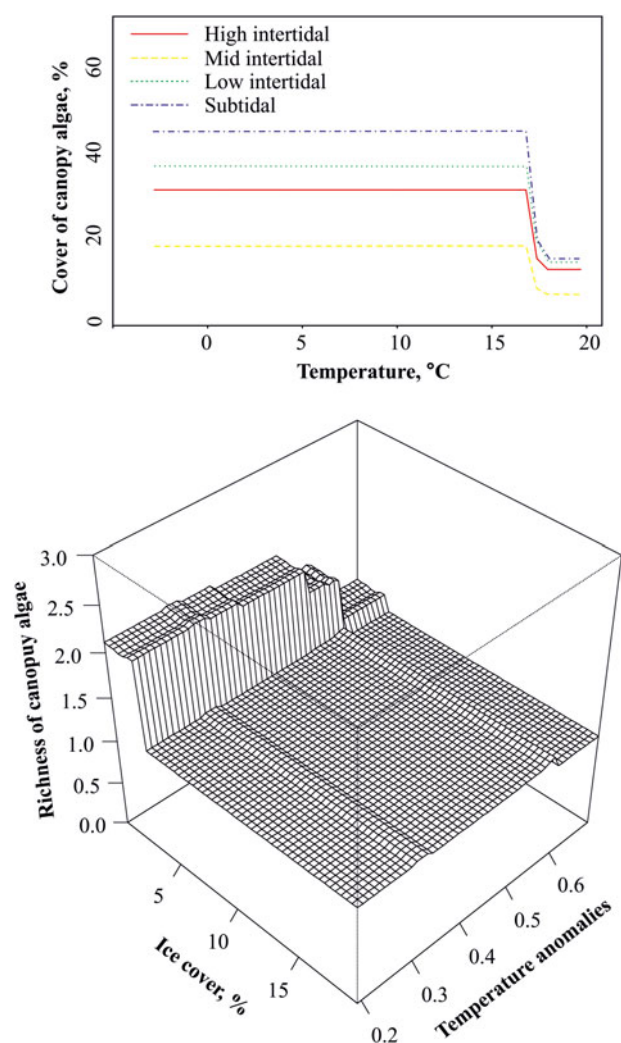 High intertidal
Mid intertidal
Low intertidal
Subtidal
Cover of canopy algae, %
60
40
20
0
0 5 10 15 20
Temperature, °C
Richness of canopuy algae
3.0
2.5
2.0
1.5
1.0
0.5
0.0
5
10
15
Ice cover, %
0.2
0.3
0.4
0.5
0.6
Temperature anomalies